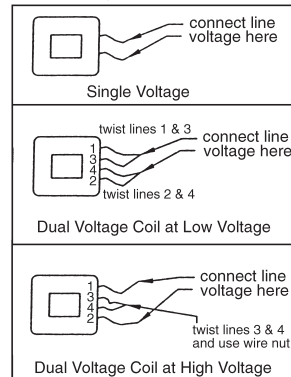 connect line
voltage here
Single Voltage
twist lines 1 & 3
1
3
4
2
connect line
voltage here
twist lines 2 & 4
Dual Voltage Coil at Low Voltage
1
3
4
2
connect line
voltage here
twist lines 3 & 4
and use wire nut
Dual Voltage Coil at High Voltage